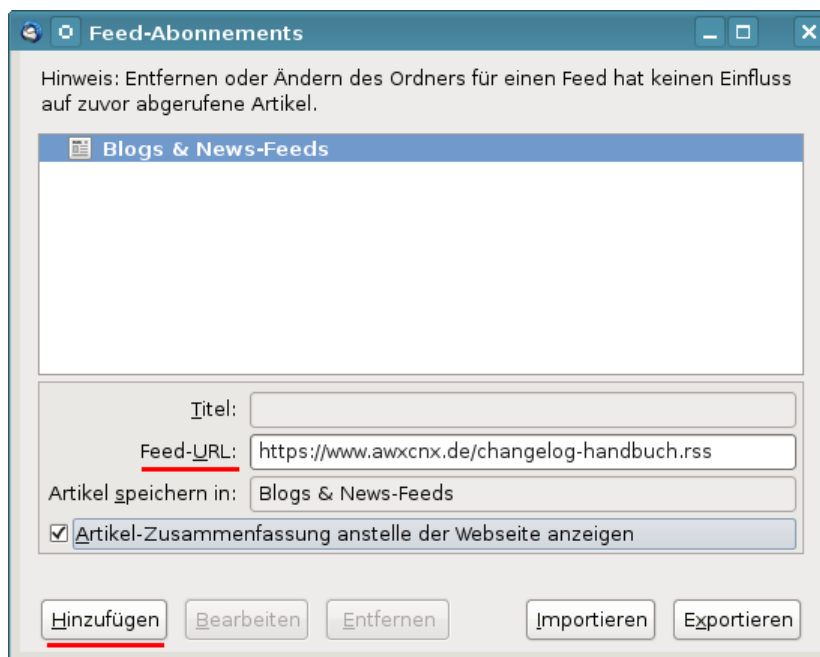 Feed-Abonnements
Hinweis: Entfernen oder Ändern des Ordners für einen Feed hat keinen Einfluss
auf zuvor abgerufene Artikel.
Blogs & News-Feeds
Titel:
Feed-URL: https://www.awxcnx.de/changelog-handbuch.rss
Artikel speichern in: Blogs & News-Feeds
Artikel-Zusammenfassung anstelle der Webseite anzeigen
Hinzufügen Bearbeiten Entfernen Importieren Exportieren